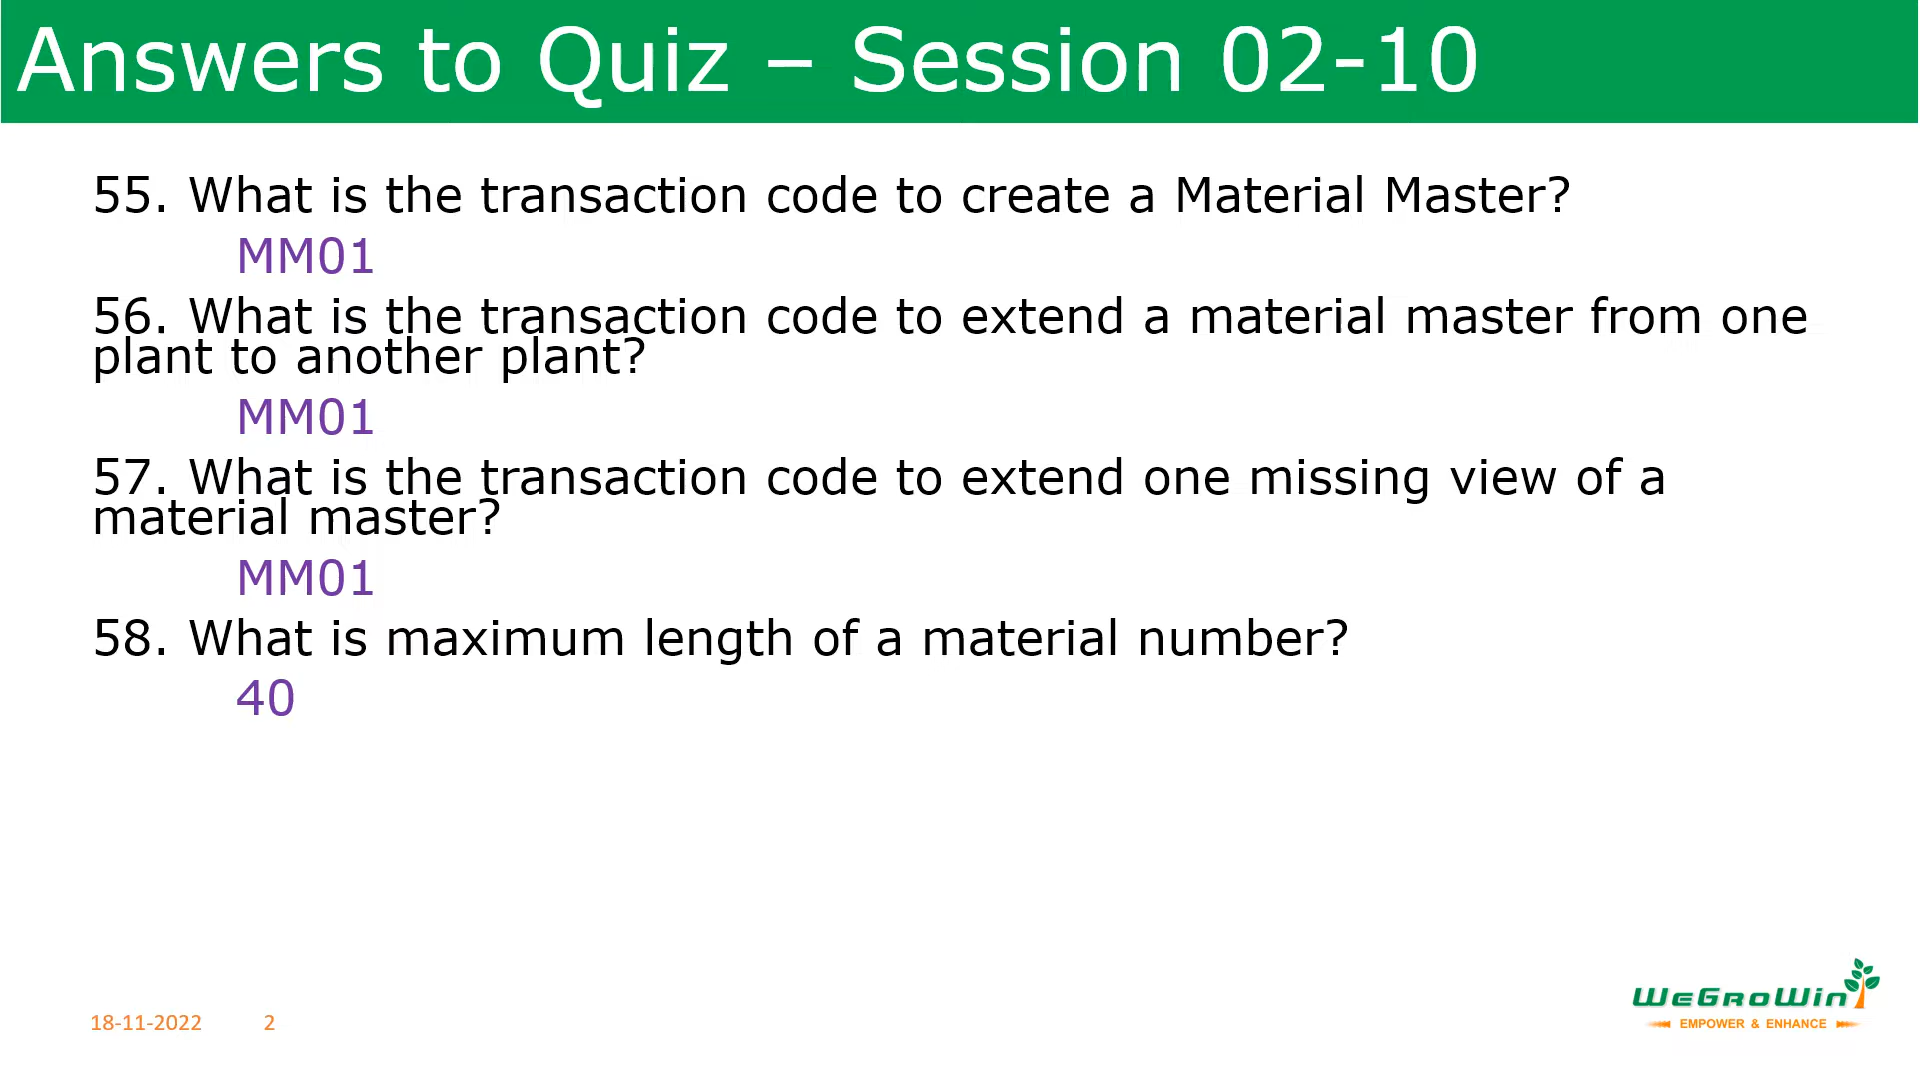 Answers to Quiz – Session 02-10
55. What is the transaction code to create a Material Master?
MM01
56. What is the transaction code to extend a material master from one
plant to another plant?
MM01
57. What is the transaction code to extend one missing view of a
material master?
MM01
58. What is maximum length of a material number?
40
18-11-2022 2
WeGroWin
EMPOWER & ENHANCE